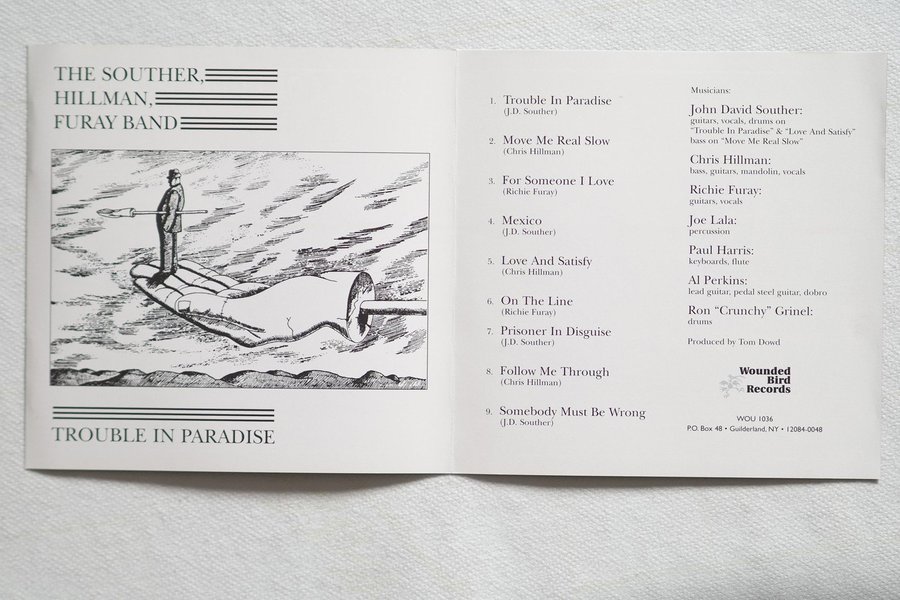 THE SOUTHER,
HILLMAN,
FURAY BAND
TROUBLE IN PARADISE
1. Trouble In Paradise
(J.D. Souther)
2. Move Me Real Slow
(Chris Hillman)
3. For Someone I Love
(Richie Furay)
4. Mexico
(J.D. Souther)
5. Love And Satisfy
(Chris Hillman)
6. On The Line
(Richie Furay)
7. Prisoner In Disguise
(J.D. Souther)
8. Follow Me Through
(Chris Hillman)
9. Somebody Must Be Wrong
(J.D. Souther)
Musicians:
John David Souther:
guitars, vocals, drums on
"Trouble In Paradise" & "Love And Satisfy"
bass on "Move Me Real Slow"
Chris Hillman:
bass, guitars, mandolin, vocals
Richie Furay:
guitars, vocals
Joe Lala:
percussion
Paul Harris:
keyboards, flute
Al Perkins:
lead guitar, pedal steel guitar, dobro
Ron "Crunchy" Grinel:
drums
Produced by Tom Dowd
Wounded
Bird
Records
WOU 1036
P.O. Box 48 • Guilderland, NY • 12084-0048